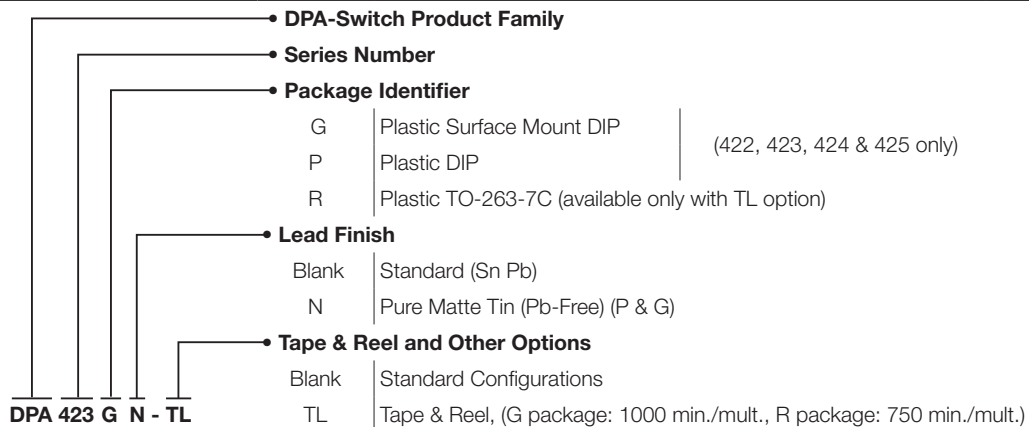 DPA-Switch Product Family
Series Number
Package Identifier
G Plastic Surface Mount DIP
(422, 423, 424 & 425 only)
P Plastic DIP
R Plastic TO-263-7C (available only with TL option)
Lead Finish
Blank Standard (Sn Pb)
N Pure Matte Tin (Pb-Free) (P & G)
Tape & Reel and Other Options
Blank Standard Configurations
DPA 423 G N - TL
TL Tape & Reel, (G package: 1000 min./mult., R package: 750 min./mult.)